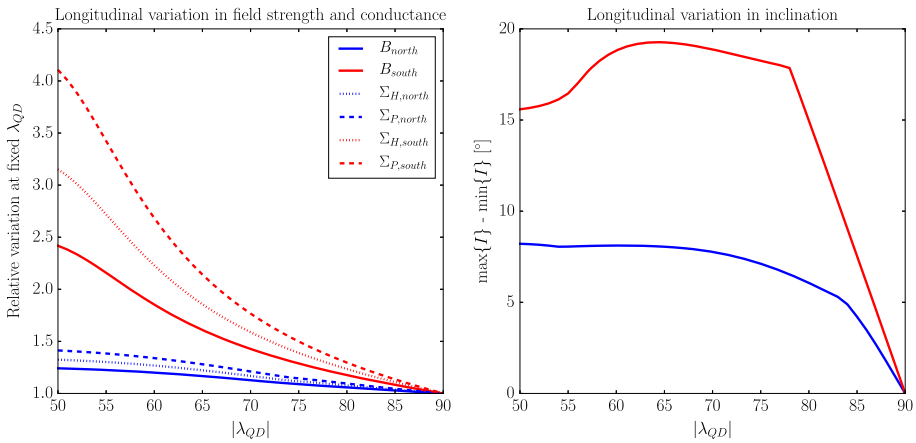 Longitudinal variation in field strength and conductance
Relative variation at fixed λ_QD
4.5
4.0
3.5
3.0
2.5
2.0
1.5
1.0
50 55 60 65 70 75 80 85 90
|λ_QD|
B_north
B_south
Σ_H,north
Σ_P,north
Σ_H,south
Σ_P,south
Longitudinal variation in inclination
max{I} - min{I} [°]
20
15
10
5
0
50 55 60 65 70 75 80 85 90
|λ_QD|